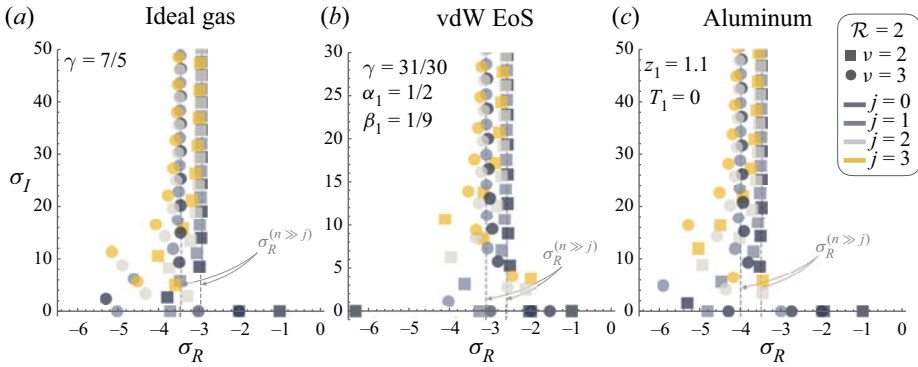 (a) Ideal gas
γ = 7/5
σ_I
50
40
30
20
10
0
−6 −5 −4 −3 −2 −1 0
σ_R
σ_R^(n ≫ j)
(b) vdW EoS
γ = 31/30
α₁ = 1/2
β₁ = 1/9
30
25
20
15
10
5
0
−6 −5 −4 −3 −2 −1 0
σ_R
σ_R^(n ≫ j)
(c) Aluminum
z₁ = 1.1
T₁ = 0
50
40
30
20
10
0
−6 −5 −4 −3 −2 −1 0
σ_R
σ_R^(n ≫ j)
ℛ = 2
ν = 2
ν = 3
j = 0
j = 1
j = 2
j = 3